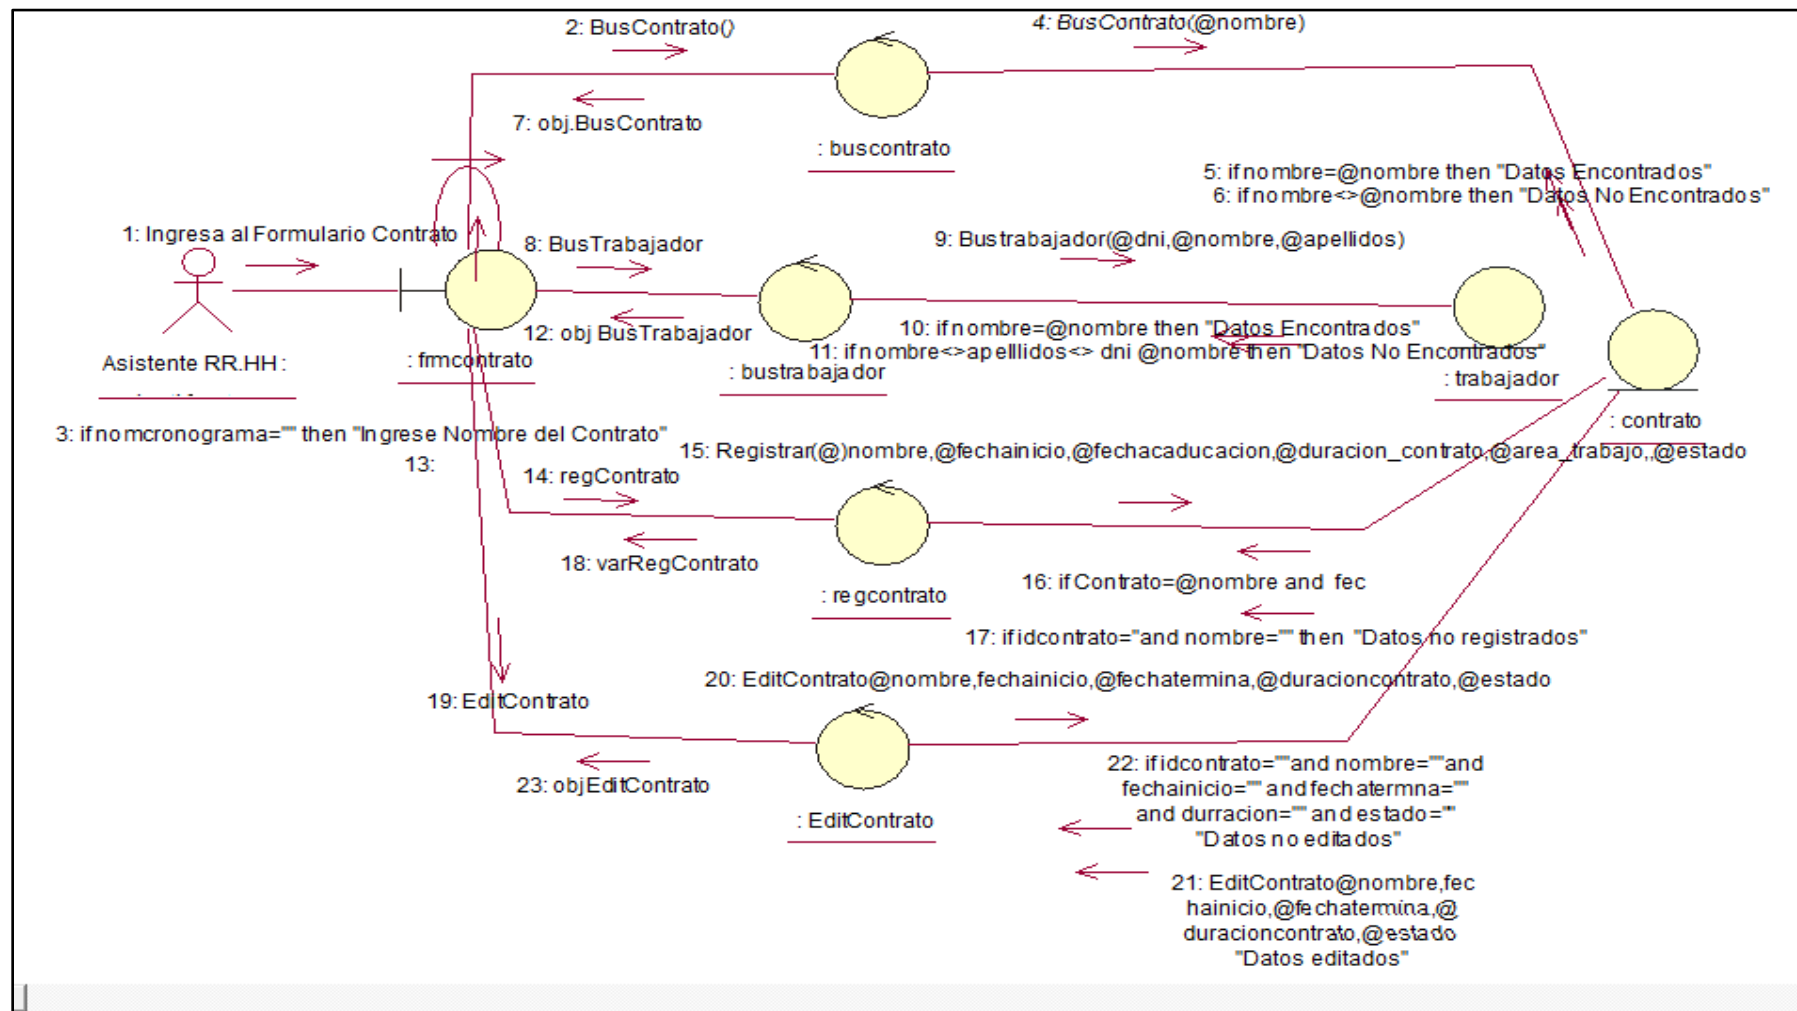 2: BusContrato()
4: BusContrato(@nombre)
7: obj.BusContrato
: buscontrato
5: if nombre=@nombre then "Datos Encontrados"
6: if nombre<>@nombre then "Datos No Encontrados"
1: Ingresa al Formulario Contrato
8: BusTrabajador
9: Bustrabajador(@dni,@nombre,@apellidos)
12: obj BusTrabajador
10: if nombre=@nombre then "Datos Encontrados"
11: if nombre<>apelllidos<> dni @nombre then "Datos No Encontrados"
Asistente RR.HH :
: frmcontrato
: bustrabajador
: trabajador
: contrato
3: if nomcronograma="" then "Ingrese Nombre del Contrato"
13:
15: Registrar(@)nombre,@fechainicio,@fechacaducacion,@duracion_contrato,@area_trabajo,,@estado
14: regContrato
18: varRegContrato
: regcontrato
16: if Contrato=@nombre and fec
17: if idcontrato="and nombre="" then "Datos no registrados"
20: EditContrato@nombre,fechainicio,@fechatermina,@duracioncontrato,@estado
19: EditContrato
23: objEditContrato
: EditContrato
22: if idcontrato=""and nombre=""and
fechainicio="" and fechatermna=""
and durracion="" and estado=""
"Datos no editados"
21: EditContrato@nombre,fec
hainicio,@fechatermina,@
duracioncontrato,@estado
"Datos editados"